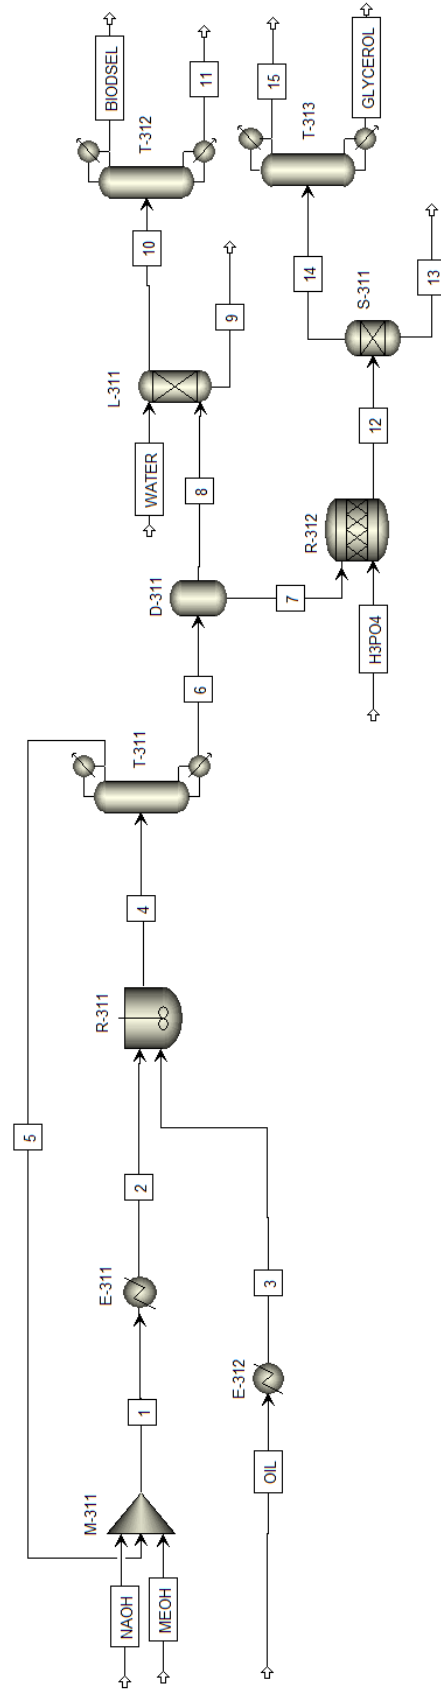 NAOH
MEOH
M-311
1
E-311
2
5
OIL
E-312
3
R-311
4
T-311
6
D-311
8
7
WATER
L-311
10
9
T-312
BIODSEL
11
H3PO4
R-312
12
S-311
14
13
T-313
15
GLYCEROL